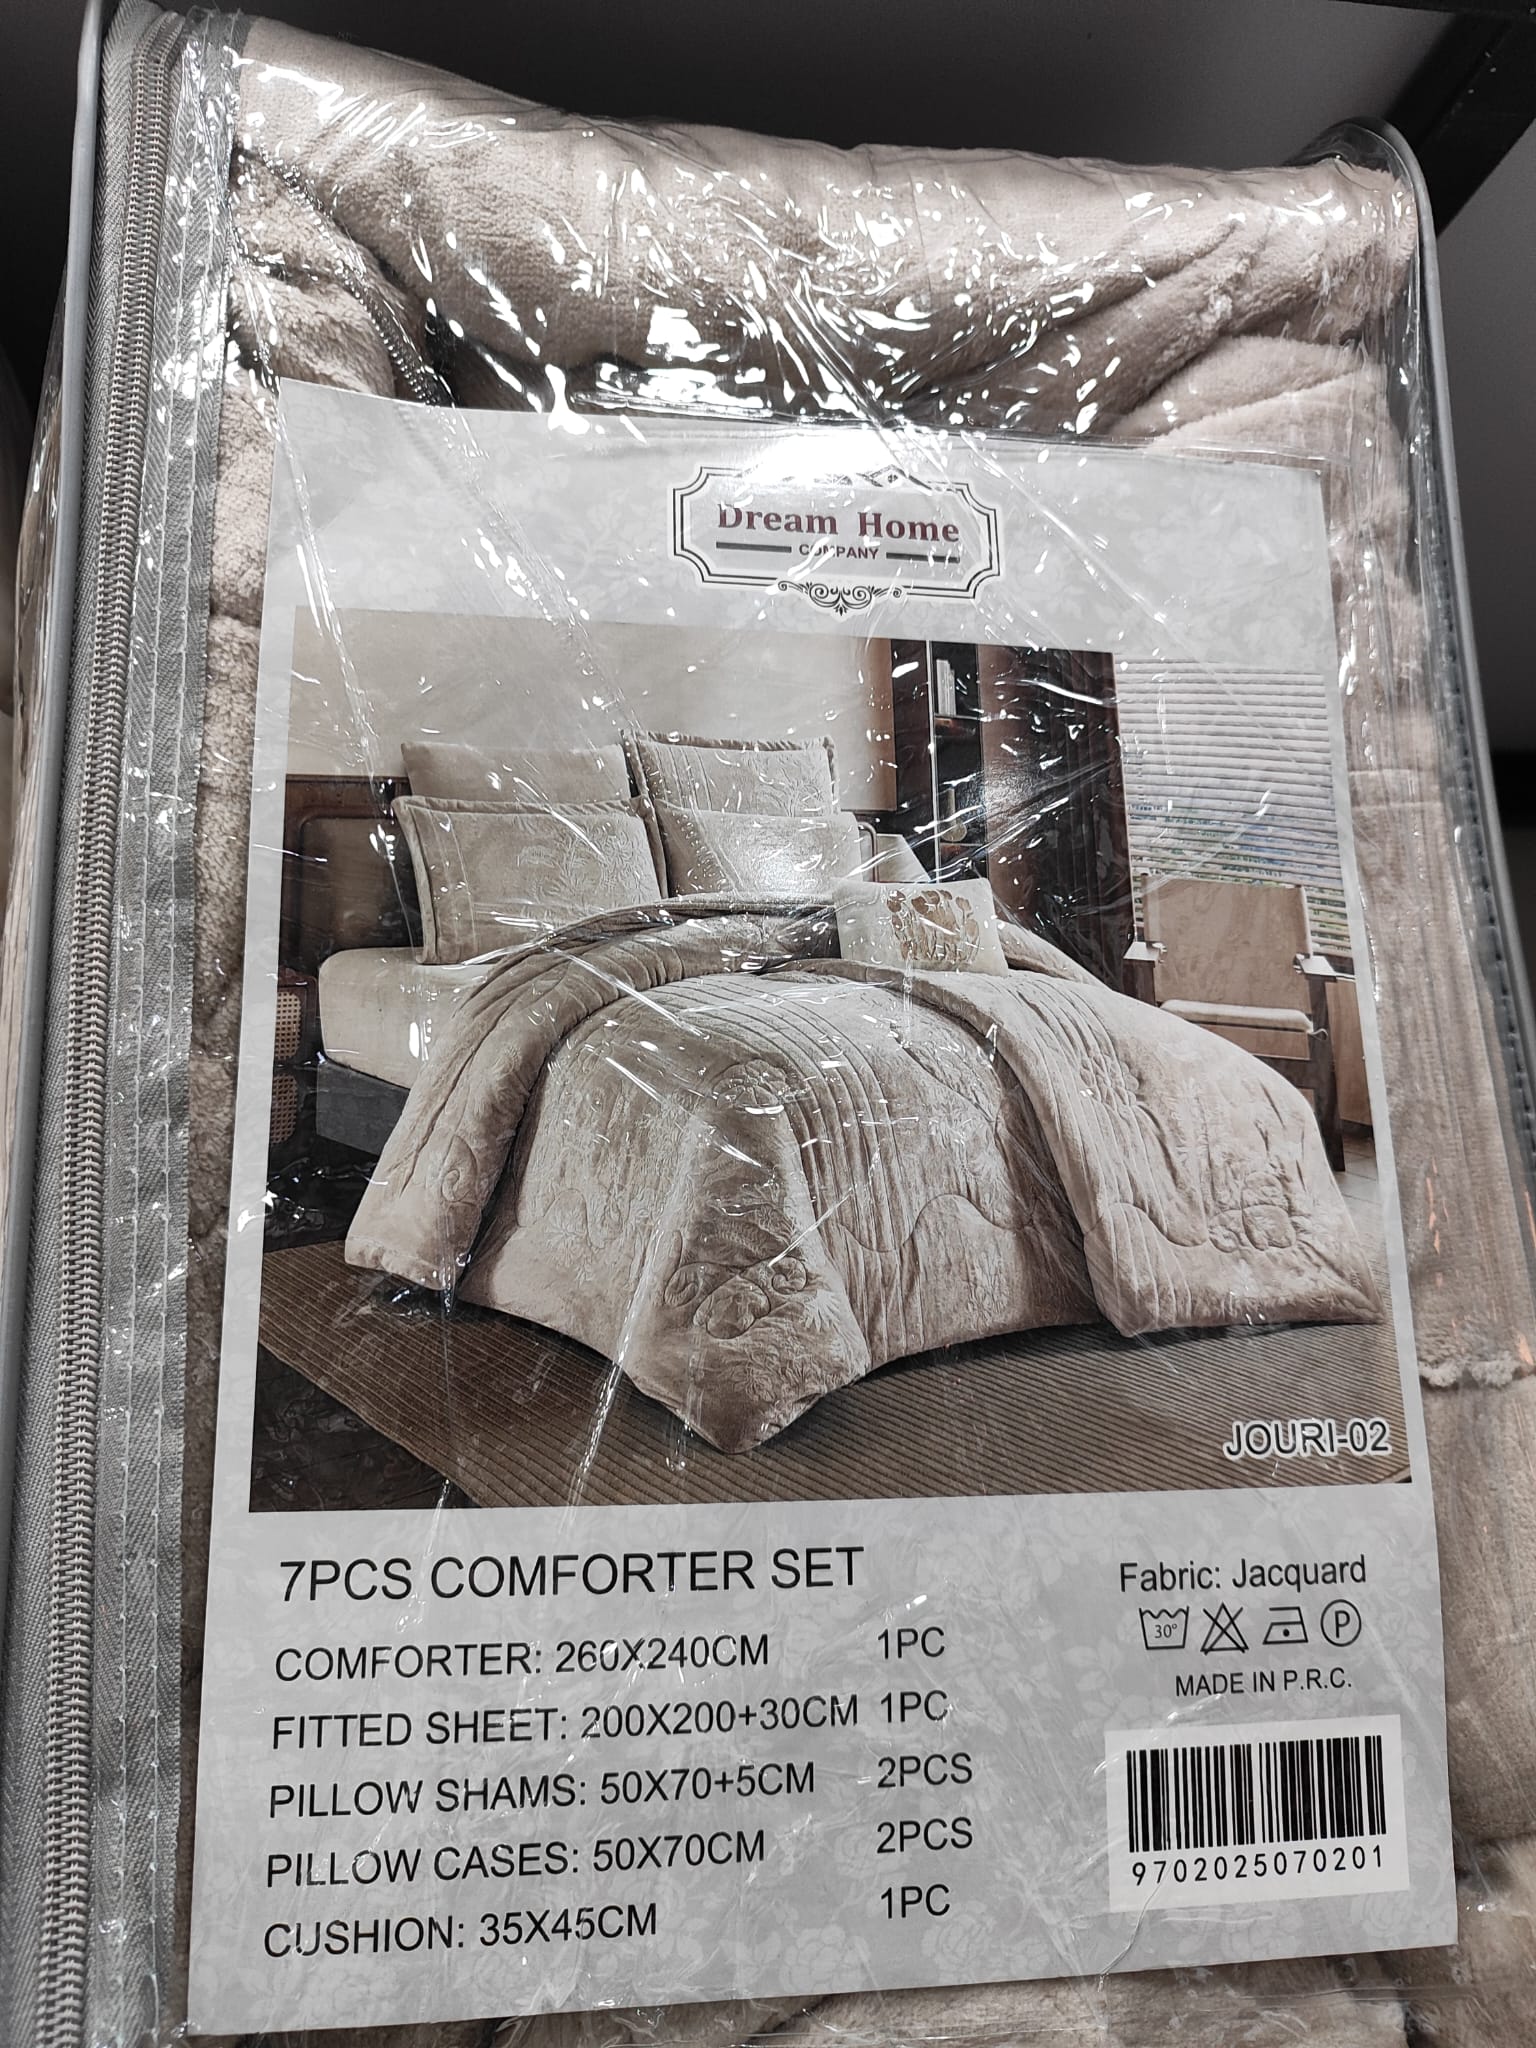 Dream Home
COMPANY
JOURI-02
7PCS COMFORTER SET
COMFORTER: 260X240CM 1PC
FITTED SHEET: 200X200+30CM 1PC
PILLOW SHAMS: 50X70+5CM 2PCS
PILLOW CASES: 50X70CM 2PCS
CUSHION: 35X45CM 1PC
Fabric: Jacquard
30°
P
MADE IN P.R.C.
9702025070201